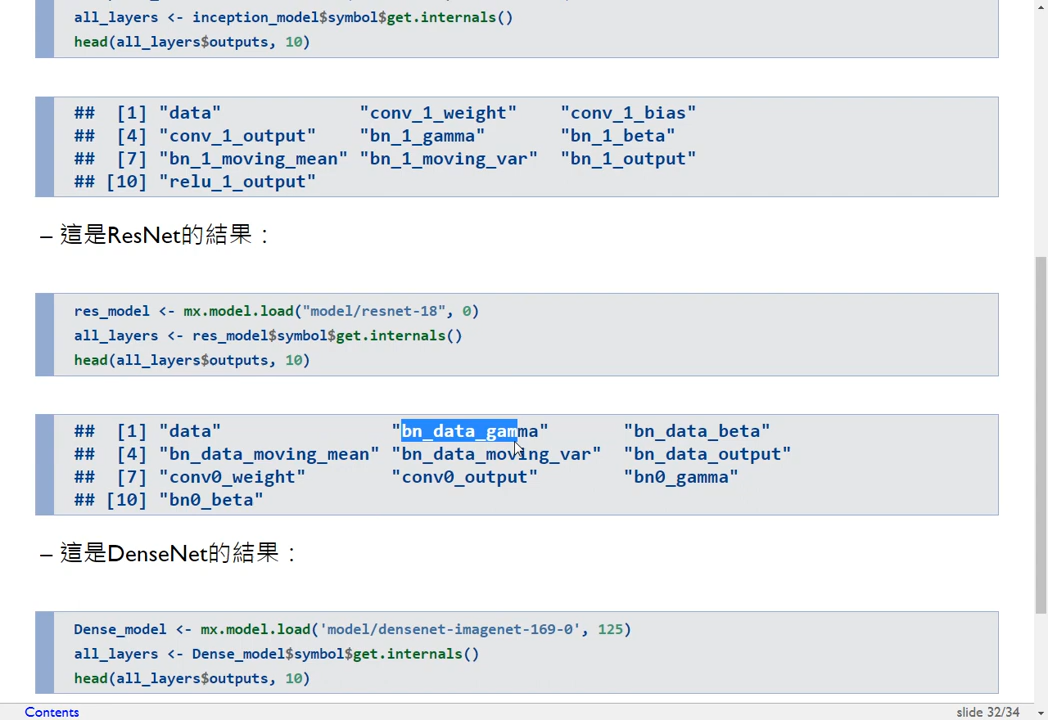 all_layers <- inception_model$symbol$get.internals()
head(all_layers$outputs, 10)
##  [1] "data"              "conv_1_weight"     "conv_1_bias"
##  [4] "conv_1_output"     "bn_1_gamma"        "bn_1_beta"
##  [7] "bn_1_moving_mean" "bn_1_moving_var"  "bn_1_output"
## [10] "relu_1_output"
– 這是ResNet的結果：
res_model <- mx.model.load("model/resnet-18", 0)
all_layers <- res_model$symbol$get.internals()
head(all_layers$outputs, 10)
##  [1] "data"                "bn_data_gamma"        "bn_data_beta"
##  [4] "bn_data_moving_mean" "bn_data_moving_var"  "bn_data_output"
##  [7] "conv0_weight"        "conv0_output"         "bn0_gamma"
## [10] "bn0_beta"
– 這是DenseNet的結果：
Dense_model <- mx.model.load('model/densenet-imagenet-169-0', 125)
all_layers <- Dense_model$symbol$get.internals()
head(all_layers$outputs, 10)
Contents
slide 32/34